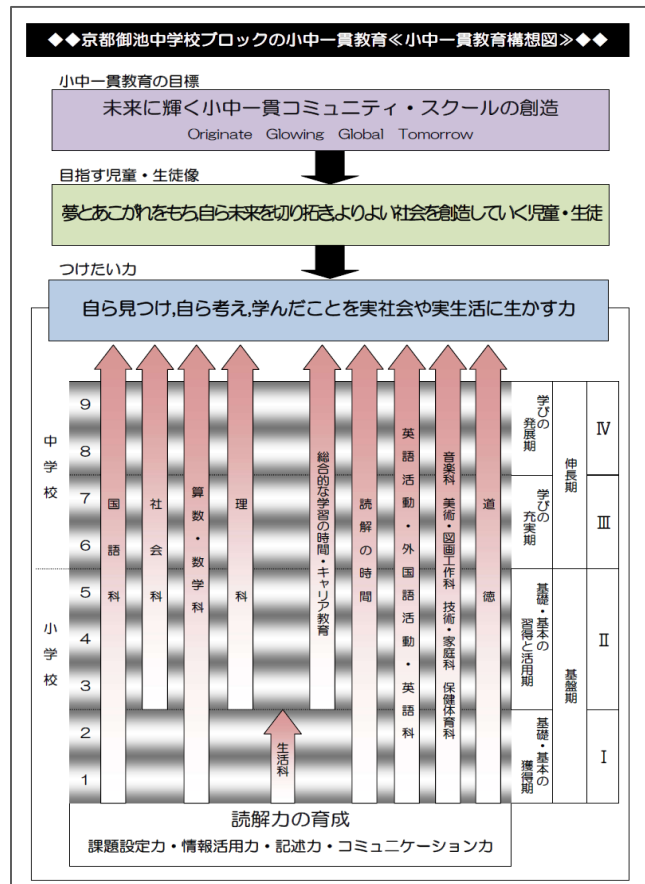 ◆◆京都御池中学校ブロックの小中一貫教育≪小中一貫教育構想図≫◆◆
小中一貫教育の目標
未来に輝く小中一貫コミュニティ・スクールの創造
Originate Glowing Global Tomorrow
目指す児童・生徒像
夢とあこがれをもち,自ら未来を切り拓き,よりよい社会を創造していく児童・生徒
つけたい力
自ら見つけ,自ら考え,学んだことを実社会や実生活に生かす力
中学校
小学校
9
8
7
6
5
4
3
2
1
国語科
社会科
算数・数学科
理科
生活科
総合的な学習の時間・キャリア教育
読解の時間
英語活動・外国語活動・英語科
音楽科 美術・図画工作科 技術・家庭科 保健体育科
道徳
学びの
発展期
学びの
充実期
基礎・基本の
習得と活用期
基礎・基本の
獲得期
伸長期
基盤期
Ⅳ
Ⅲ
Ⅱ
Ⅰ
読解力の育成
課題設定力・情報活用力・記述力・コミュニケーション力